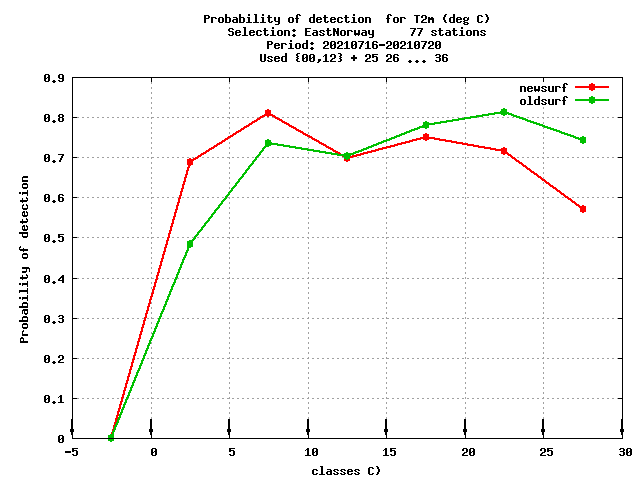 Probability of detection  for T2m (deg C)
Selection: EastNorway     77 stations
Period: 20210716-20210720
Used {00,12} + 25 26 ... 36
newsurf
oldsurf
Probability of detection
0.9
0.8
0.7
0.6
0.5
0.4
0.3
0.2
0.1
0
-5 0 5 10 15 20 25 30
classes C)